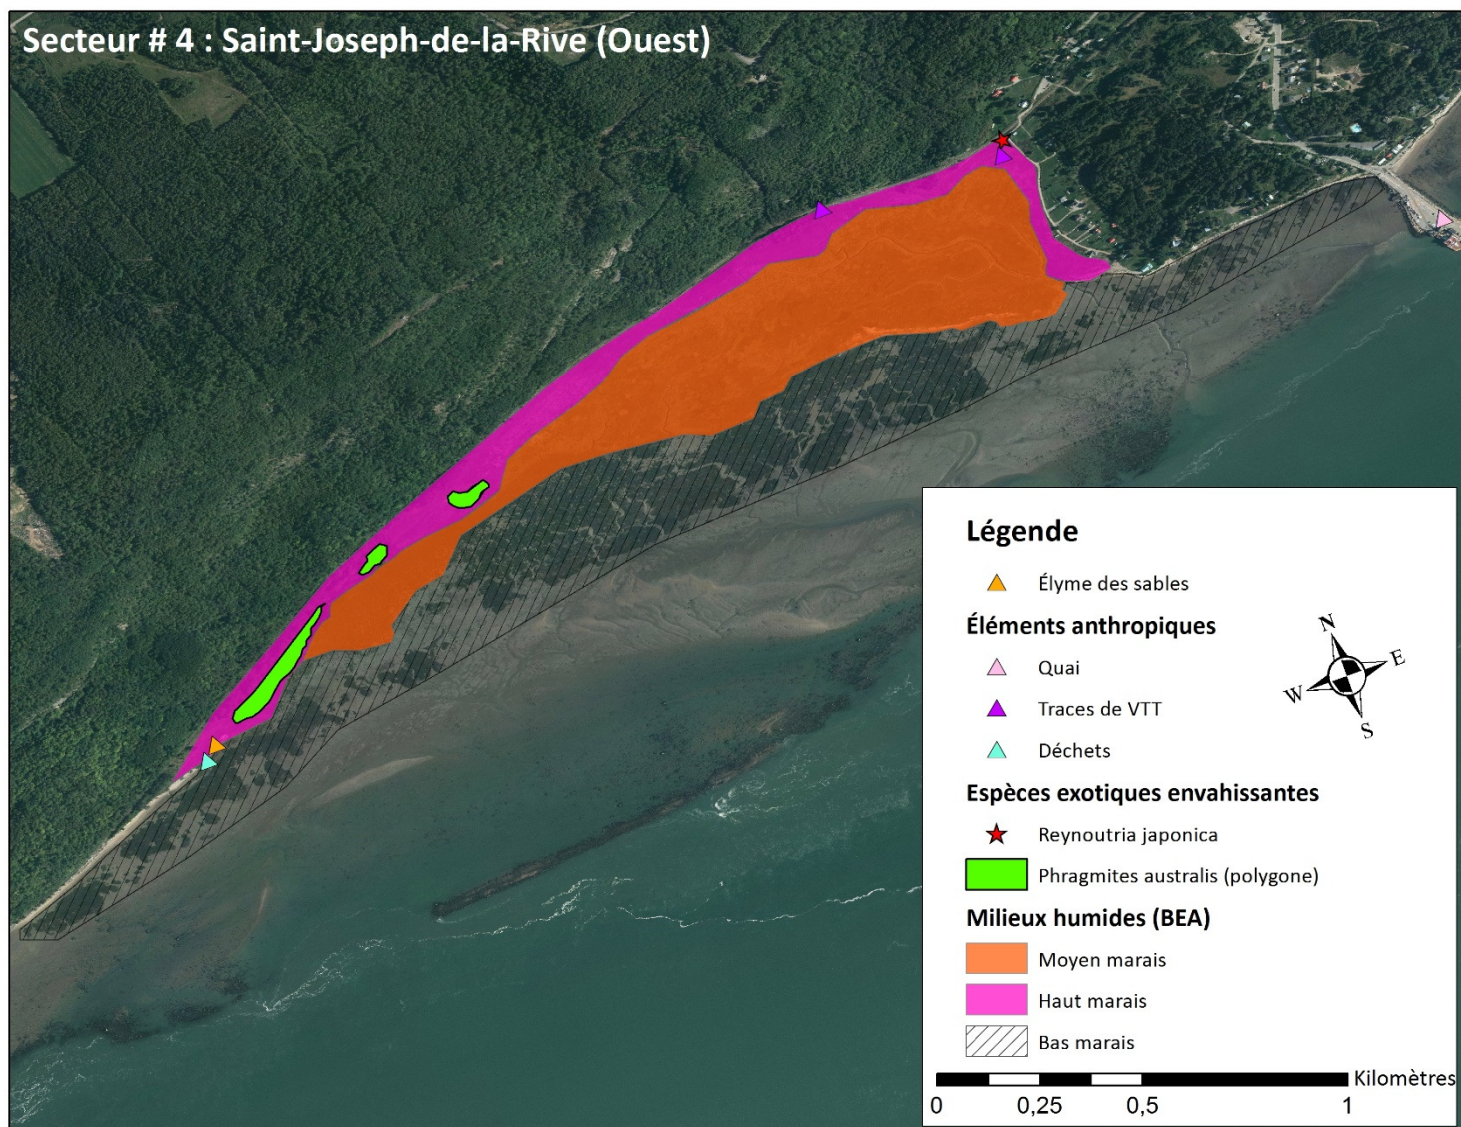 Secteur # 4 : Saint-Joseph-de-la-Rive (Ouest)
Légende
Élyme des sables
Éléments anthropiques
Quai
Traces de VTT
Déchets
Espèces exotiques envahissantes
Reynoutria japonica
Phragmites australis (polygone)
Milieux humides (BEA)
Moyen marais
Haut marais
Bas marais
N
E
W
S
Kilomètres
0 0,25 0,5 1